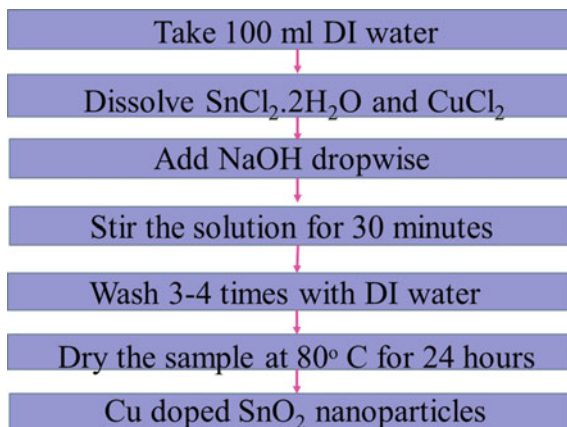 Take 100 ml DI water
Dissolve SnCl₂.2H₂O and CuCl₂
Add NaOH dropwise
Stir the solution for 30 minutes
Wash 3-4 times with DI water
Dry the sample at 80° C for 24 hours
Cu doped SnO₂ nanoparticles